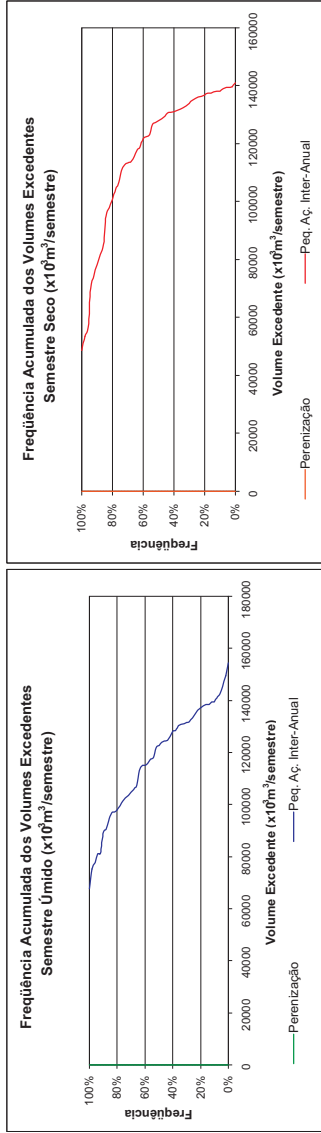 Freqüência Acumulada dos Volumes Excedentes
Semestre Úmido (x10³m³/semestre)
Freqüência
100%
80%
60%
40%
20%
0%
0 20000 40000 60000 80000 100000 120000 140000 160000 180000
Volume Excedente (x10³m³/semestre)
Perenização Peq. Aç. Inter-Anual
Freqüência Acumulada dos Volumes Excedentes
Semestre Seco (x10³m³/semestre)
Freqüência
100%
80%
60%
40%
20%
0%
0 20000 40000 60000 80000 100000 120000 140000 160000
Volume Excedente (x10³m³/semestre)
Perenização Peq. Aç. Inter-Anual